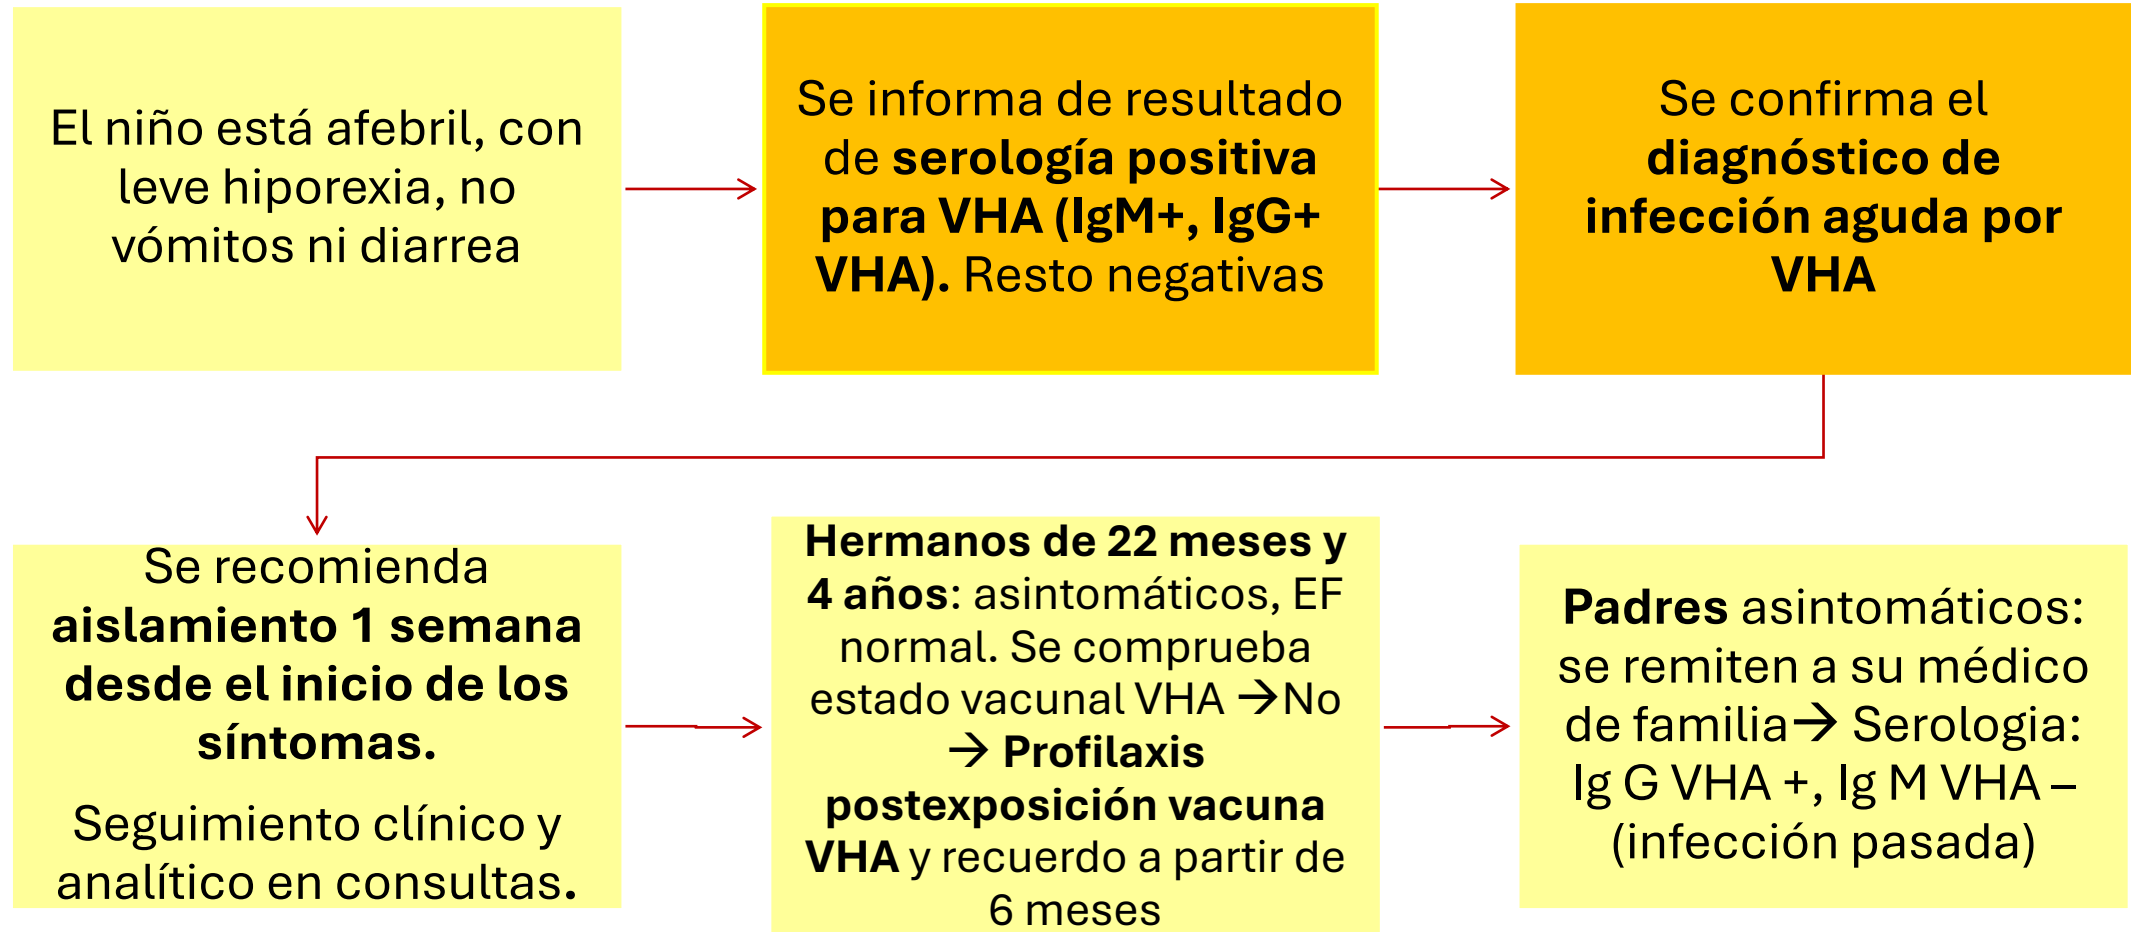 El niño está afebril, con
leve hiporexia, no
vómitos ni diarrea
Se informa de resultado
de serología positiva
para VHA (IgM+, IgG+
VHA). Resto negativas
Se confirma el
diagnóstico de
infección aguda por
VHA
Se recomienda
aislamiento 1 semana
desde el inicio de los
síntomas.
Seguimiento clínico y
analítico en consultas.
Hermanos de 22 meses y
4 años: asintomáticos, EF
normal. Se comprueba
estado vacunal VHA →No
→ Profilaxis
postexposición vacuna
VHA y recuerdo a partir de
6 meses
Padres asintomáticos:
se remiten a su médico
de familia→ Serologia:
Ig G VHA +, Ig M VHA –
(infección pasada)